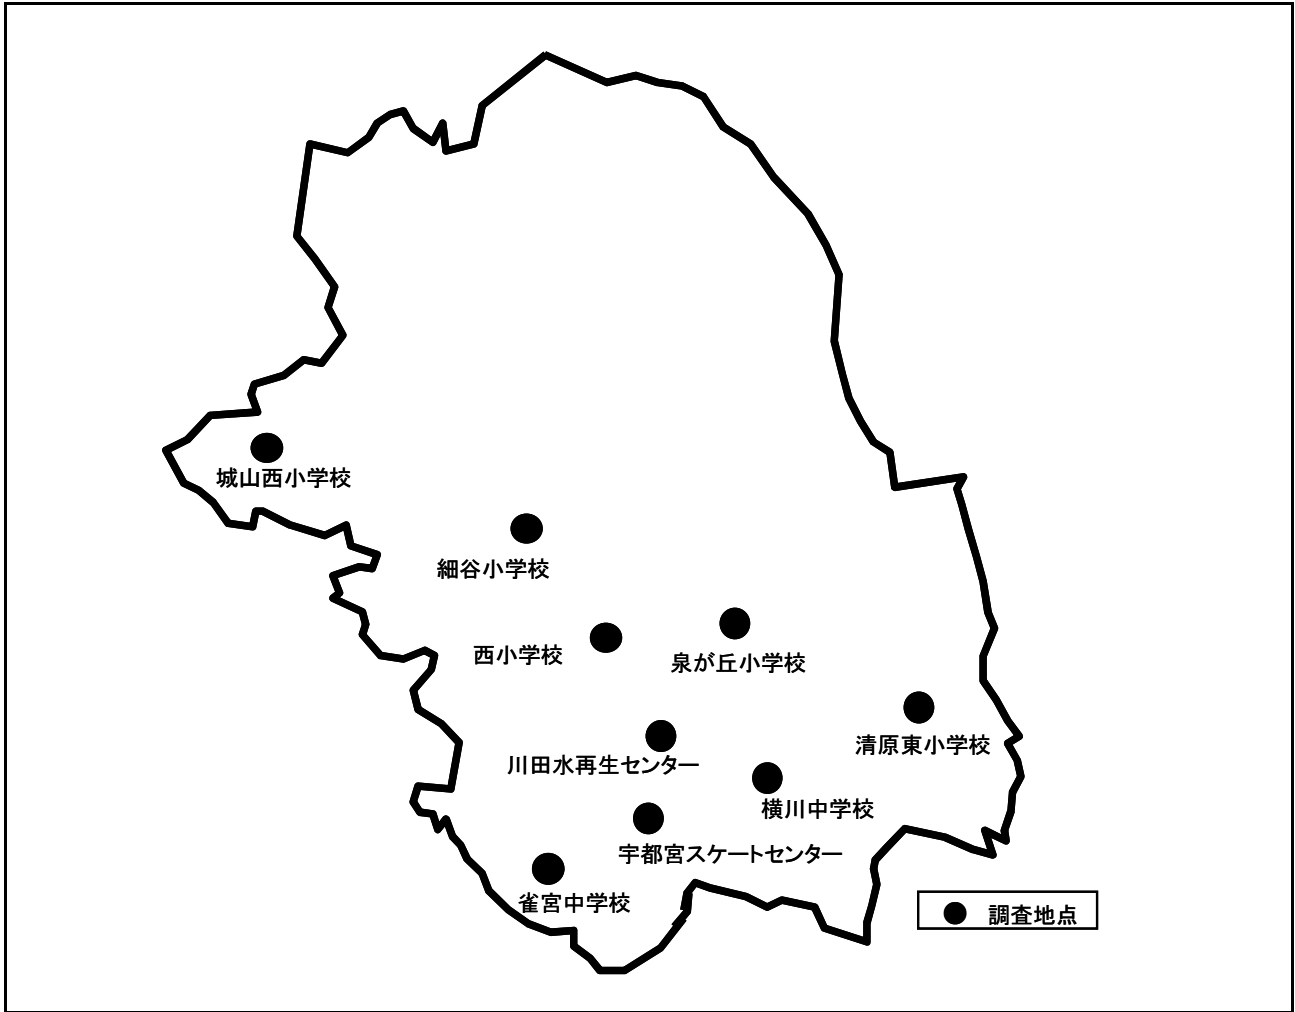 城山西小学校
細谷小学校
西小学校
泉が丘小学校
清原東小学校
川田水再生センター
横川中学校
宇都宮スケートセンター
雀宮中学校
調査地点